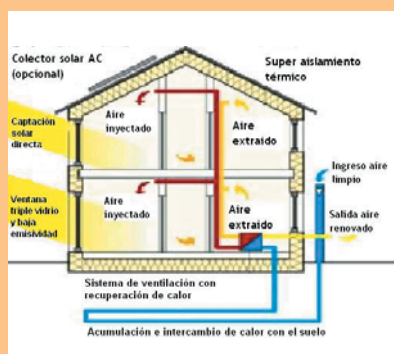 Colector solar AC
(opcional)
Super aislamiento
térmico
Captación
solar
directa
Aire
inyectado
Aire
extraído
Ingreso aire
limpio
Ventana
triple vidrio
y baja
emisividad
Aire
inyectado
Aire
extraído
Salida aire
renovado
Sistema de ventilación con
recuperación de calor
Acumulación e intercambio de calor con el suelo